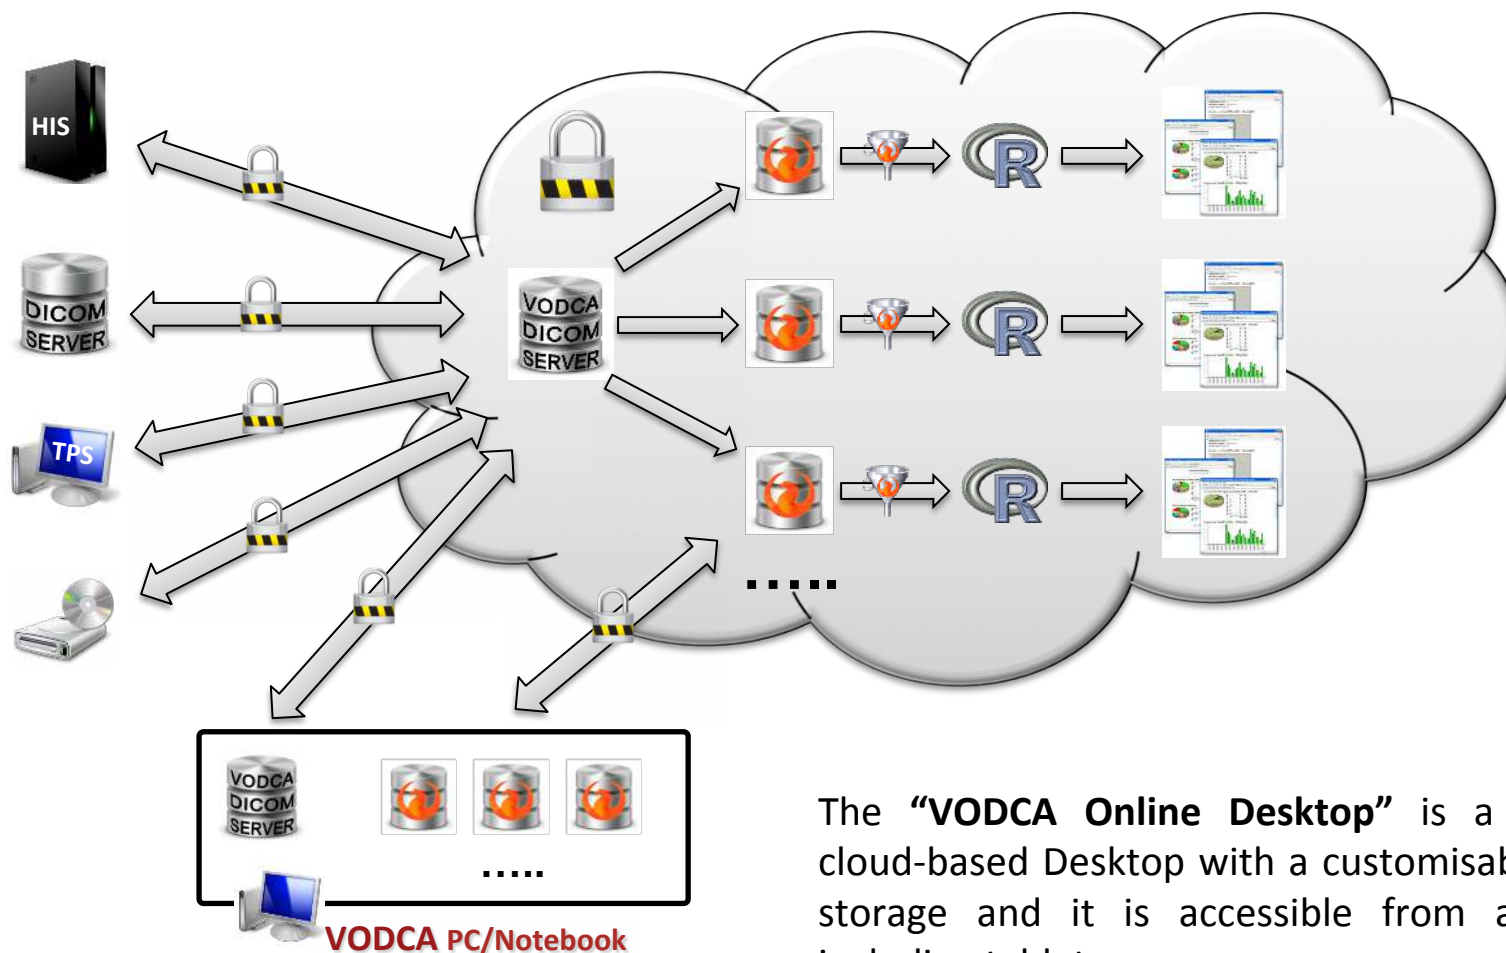 HIS
DICOM
SERVER
TPS
VODCA
DICOM
SERVER
R
R
R
.....
VODCA
DICOM
SERVER
.....
VODCA PC/Notebook
The “VODCA Online Desktop” is a
cloud-based Desktop with a customisab
storage and it is accessible from a